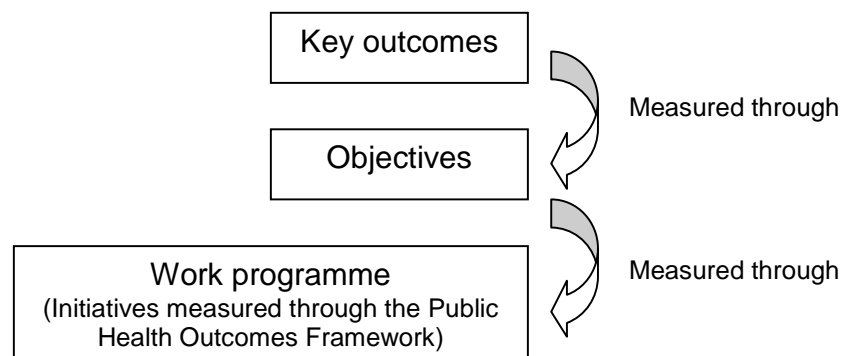 Key outcomes
Measured through
Objectives
Measured through
Work programme
(Initiatives measured through the Public
Health Outcomes Framework)